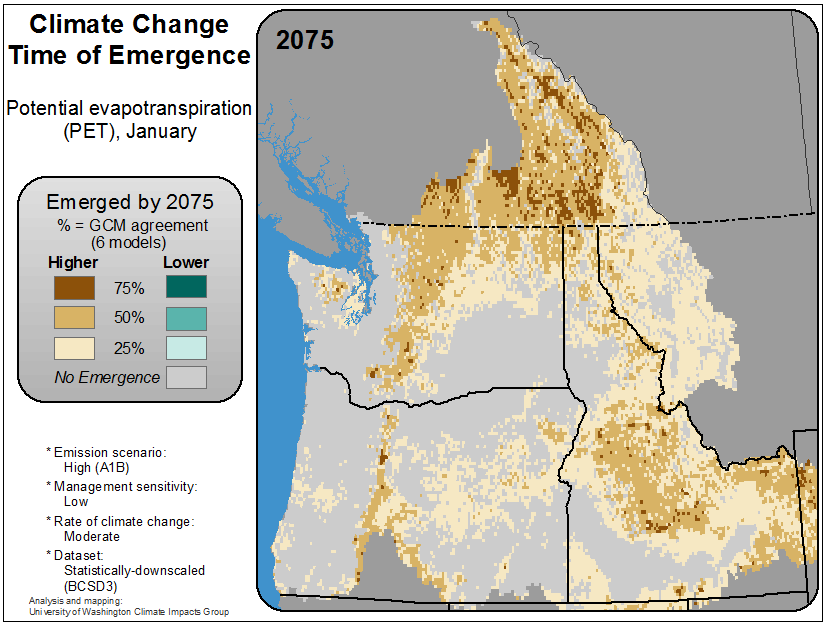 Climate Change
Time of Emergence
Potential evapotranspiration
(PET), January
Emerged by 2075
% = GCM agreement
(6 models)
Higher Lower
75%
50%
25%
No Emergence
* Emission scenario:
High (A1B)
* Management sensitivity:
Low
* Rate of climate change:
Moderate
* Dataset:
Statistically-downscaled
(BCSD3)
Analysis and mapping:
University of Washington Climate Impacts Group
2075